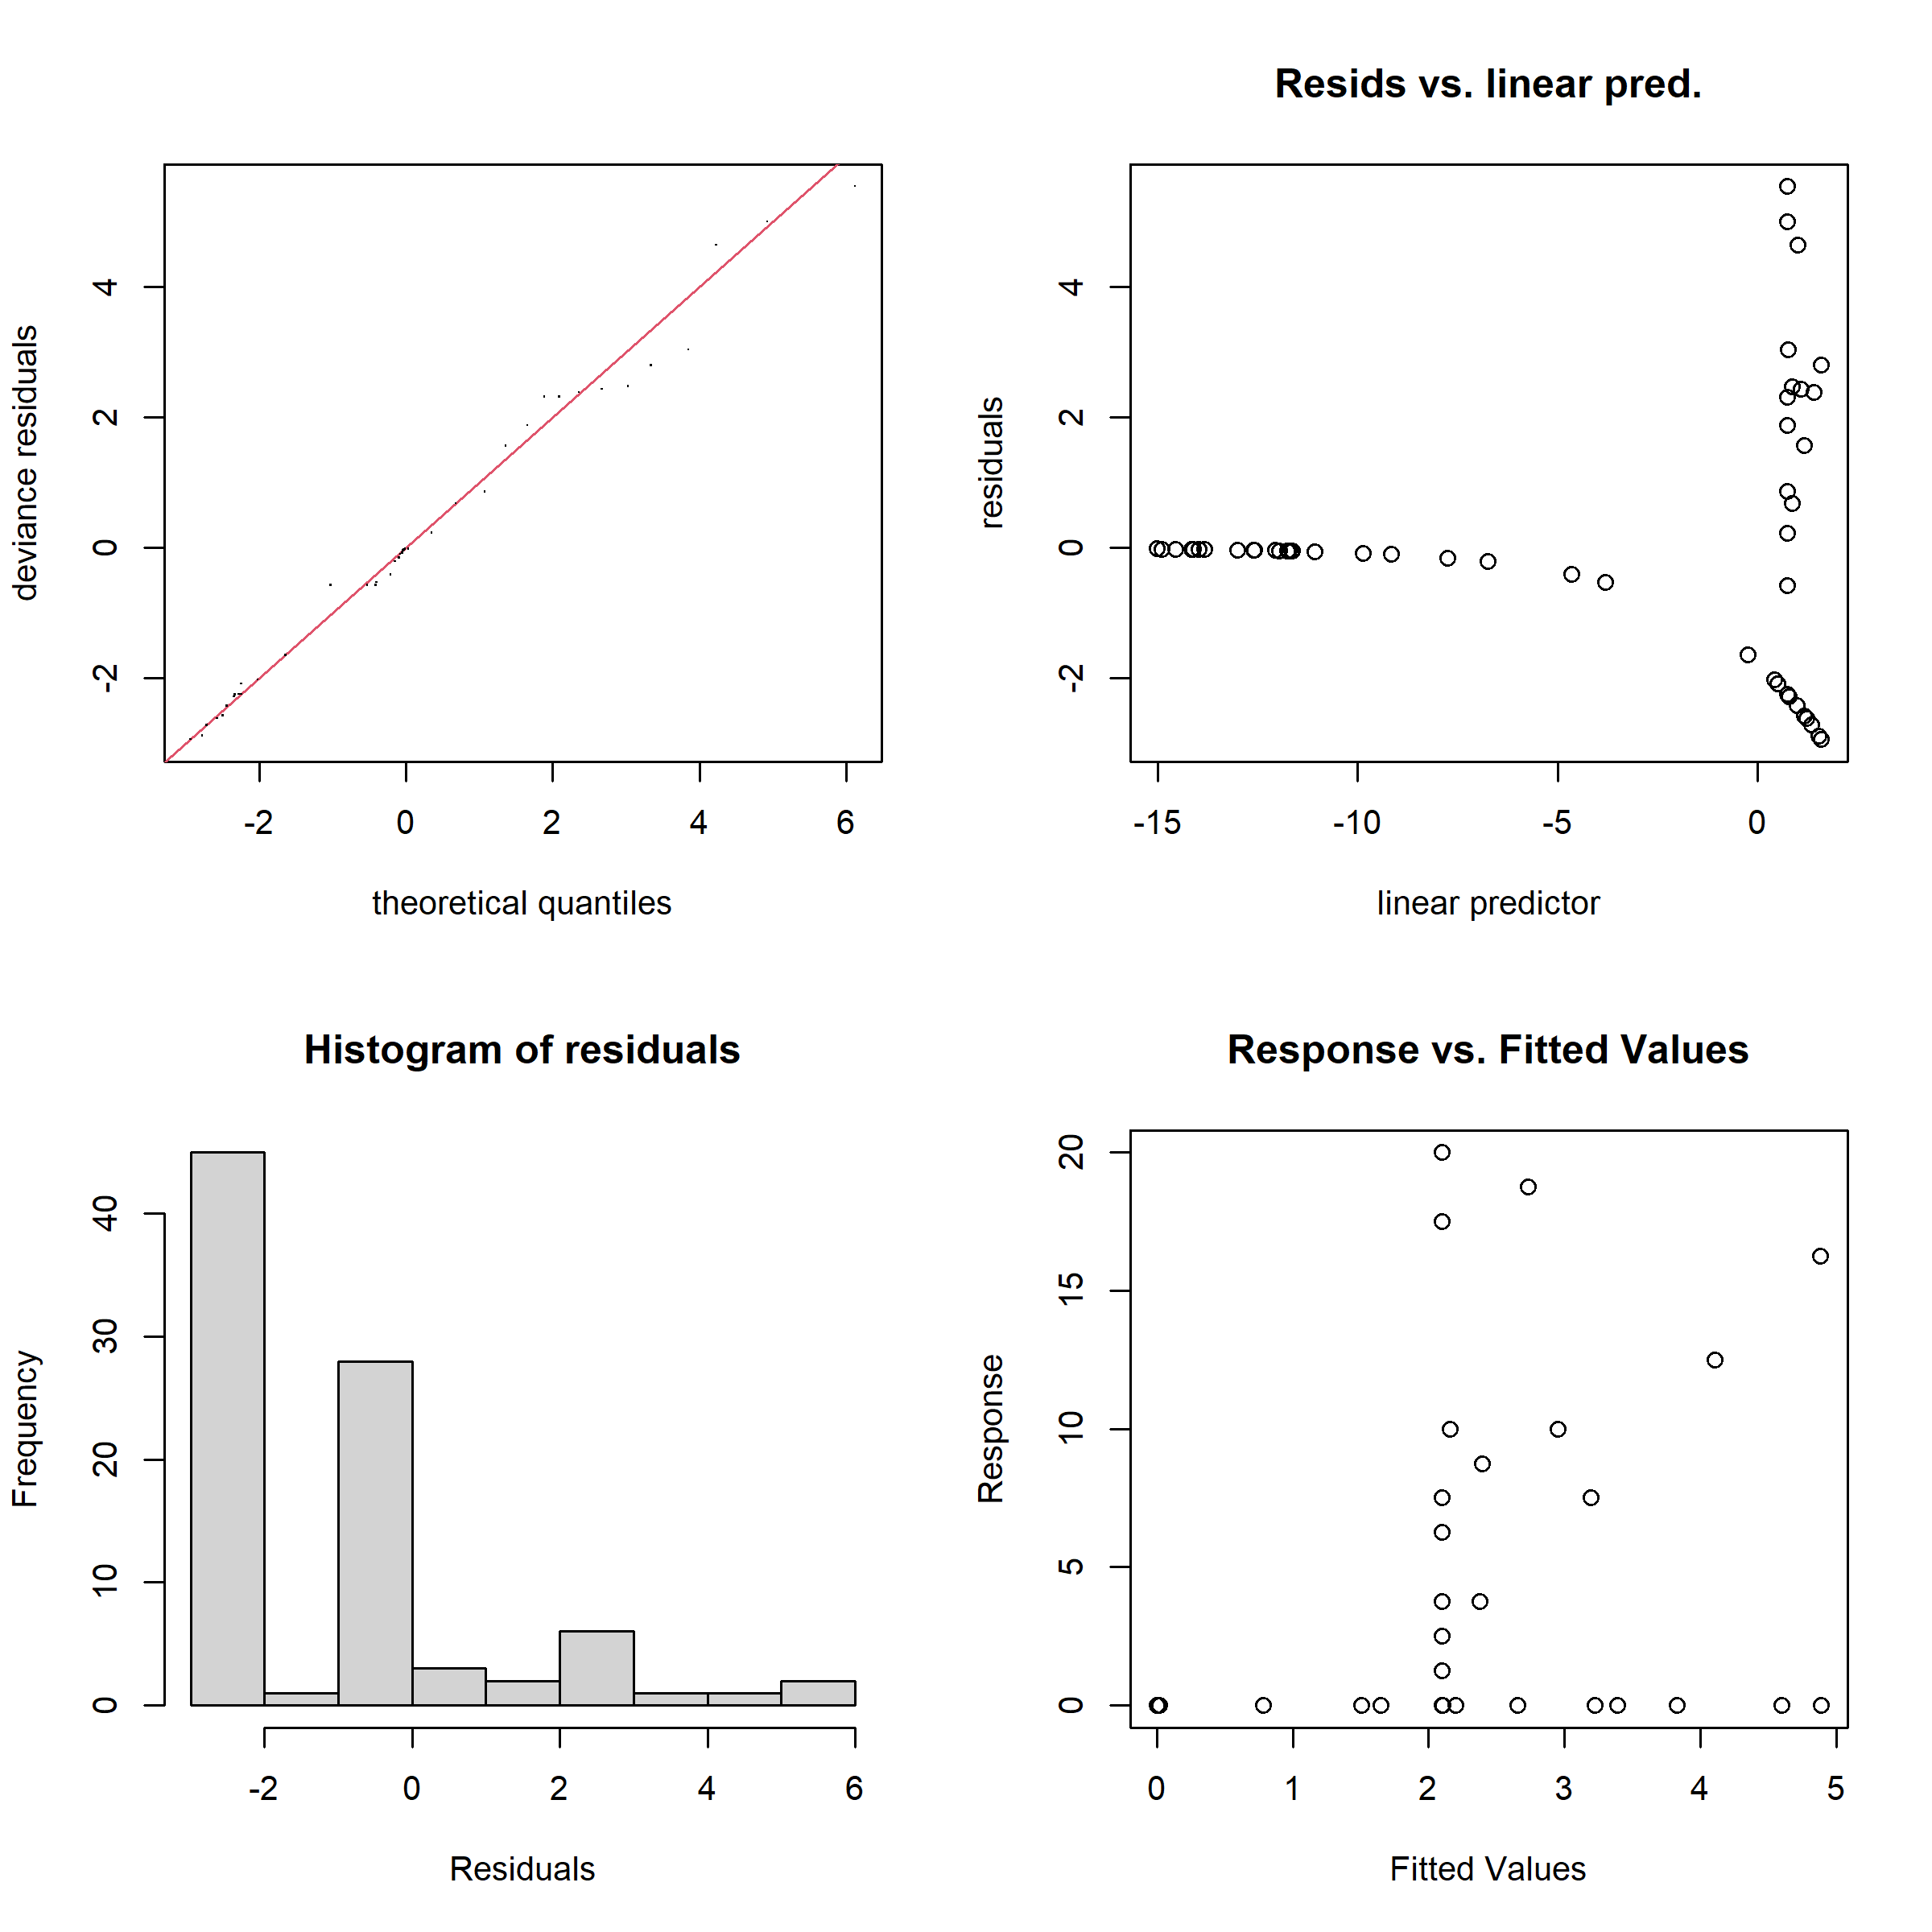 deviance residuals
4
2
0
-2
-2 0 2 4 6
theoretical quantiles
Resids vs. linear pred.
residuals
4
2
0
-2
-15 -10 -5 0
linear predictor
Histogram of residuals
Frequency
40
30
20
10
0
-2 0 2 4 6
Residuals
Response vs. Fitted Values
Response
20
15
10
5
0
0 1 2 3 4 5
Fitted Values